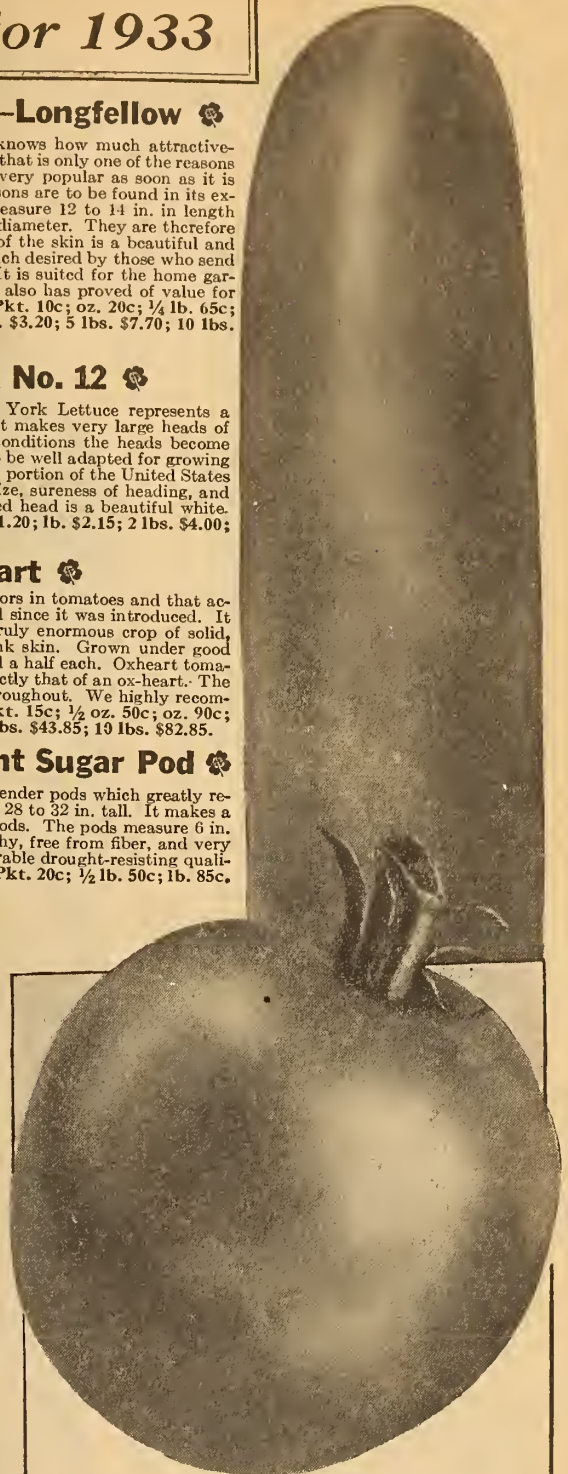 or 1933
–Longfellow
knows how much attractive-
that is only one of the reasons
very popular as soon as it is
sons are to be found in its ex-
easure 12 to 14 in. in length
diameter. They are therefore
of the skin is a beautiful and
ch desired by those who send
It is suited for the home gar-
also has proved of value for
Pkt. 10c; oz. 20c; ¼ lb. 65c;
. $3.20; 5 lbs. $7.70; 10 lbs.
No. 12
York Lettuce represents a
t makes very large heads of
onditions the heads become
be well adapted for growing
portion of the United States
ize, sureness of heading, and
ed head is a beautiful white.
1.20; lb. $2.15; 2 lbs. $4.00;
art
ors in tomatoes and that ac-
l since it was introduced. It
ruly enormous crop of solid,
nk skin. Grown under good
d a half each. Oxheart toma-
ctly that of an ox-heart. The
roughout. We highly recom-
kt. 15c; ½ oz. 50c; oz. 90c;
bs. $43.85; 10 lbs. $82.85.
nt Sugar Pod
ender pods which greatly re-
28 to 32 in. tall. It makes a
ods. The pods measure 6 in.
hy, free from fiber, and very
rable drought-resisting quali-
Pkt. 20c; ½ lb. 50c; lb. 85c.